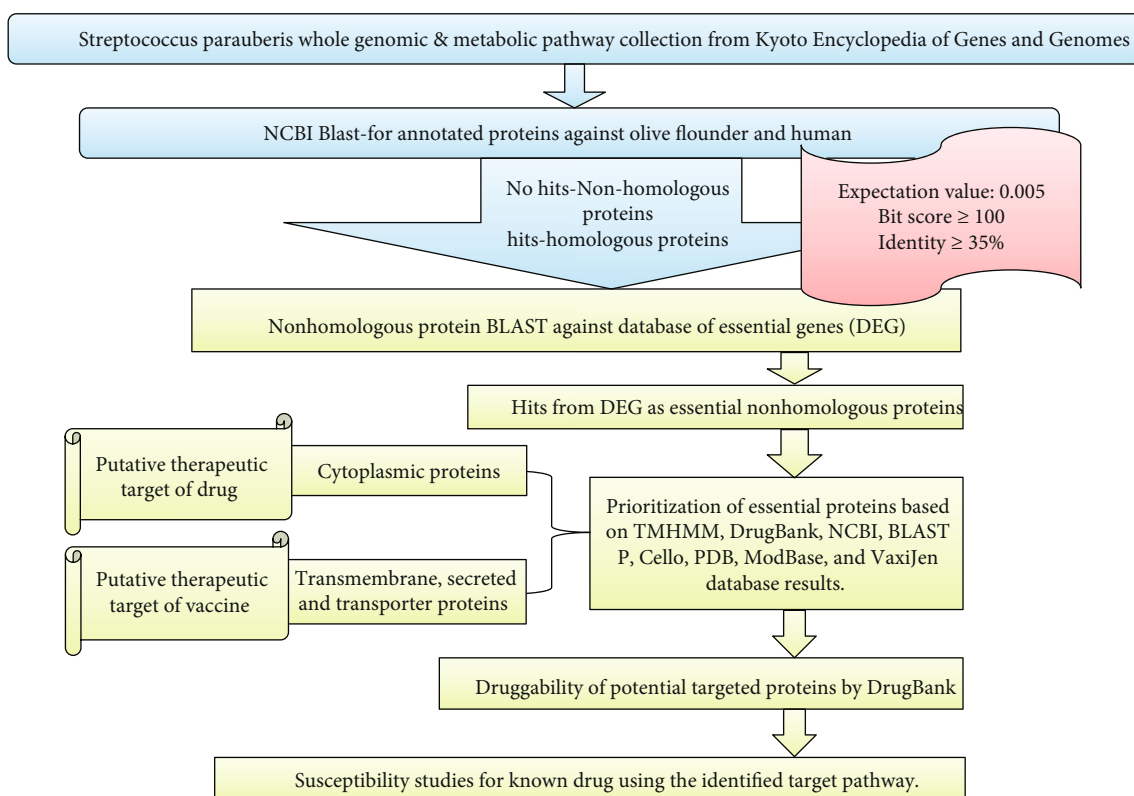 Streptococcus parauberis whole genomic & metabolic pathway collection from Kyoto Encyclopedia of Genes and Genomes
NCBI Blast-for annotated proteins against olive flounder and human
No hits-Non-homologous
proteins
hits-homologous proteins
Expectation value: 0.005
Bit score ≥ 100
Identity ≥ 35%
Nonhomologous protein BLAST against database of essential genes (DEG)
Hits from DEG as essential nonhomologous proteins
Putative therapeutic
target of drug
Cytoplasmic proteins
Putative therapeutic
target of vaccine
Transmembrane, secreted
and transporter proteins
Prioritization of essential proteins based
on TMHMM, DrugBank, NCBI, BLAST
P, Cello, PDB, ModBase, and VaxiJen
database results.
Druggability of potential targeted proteins by DrugBank
Susceptibility studies for known drug using the identified target pathway.